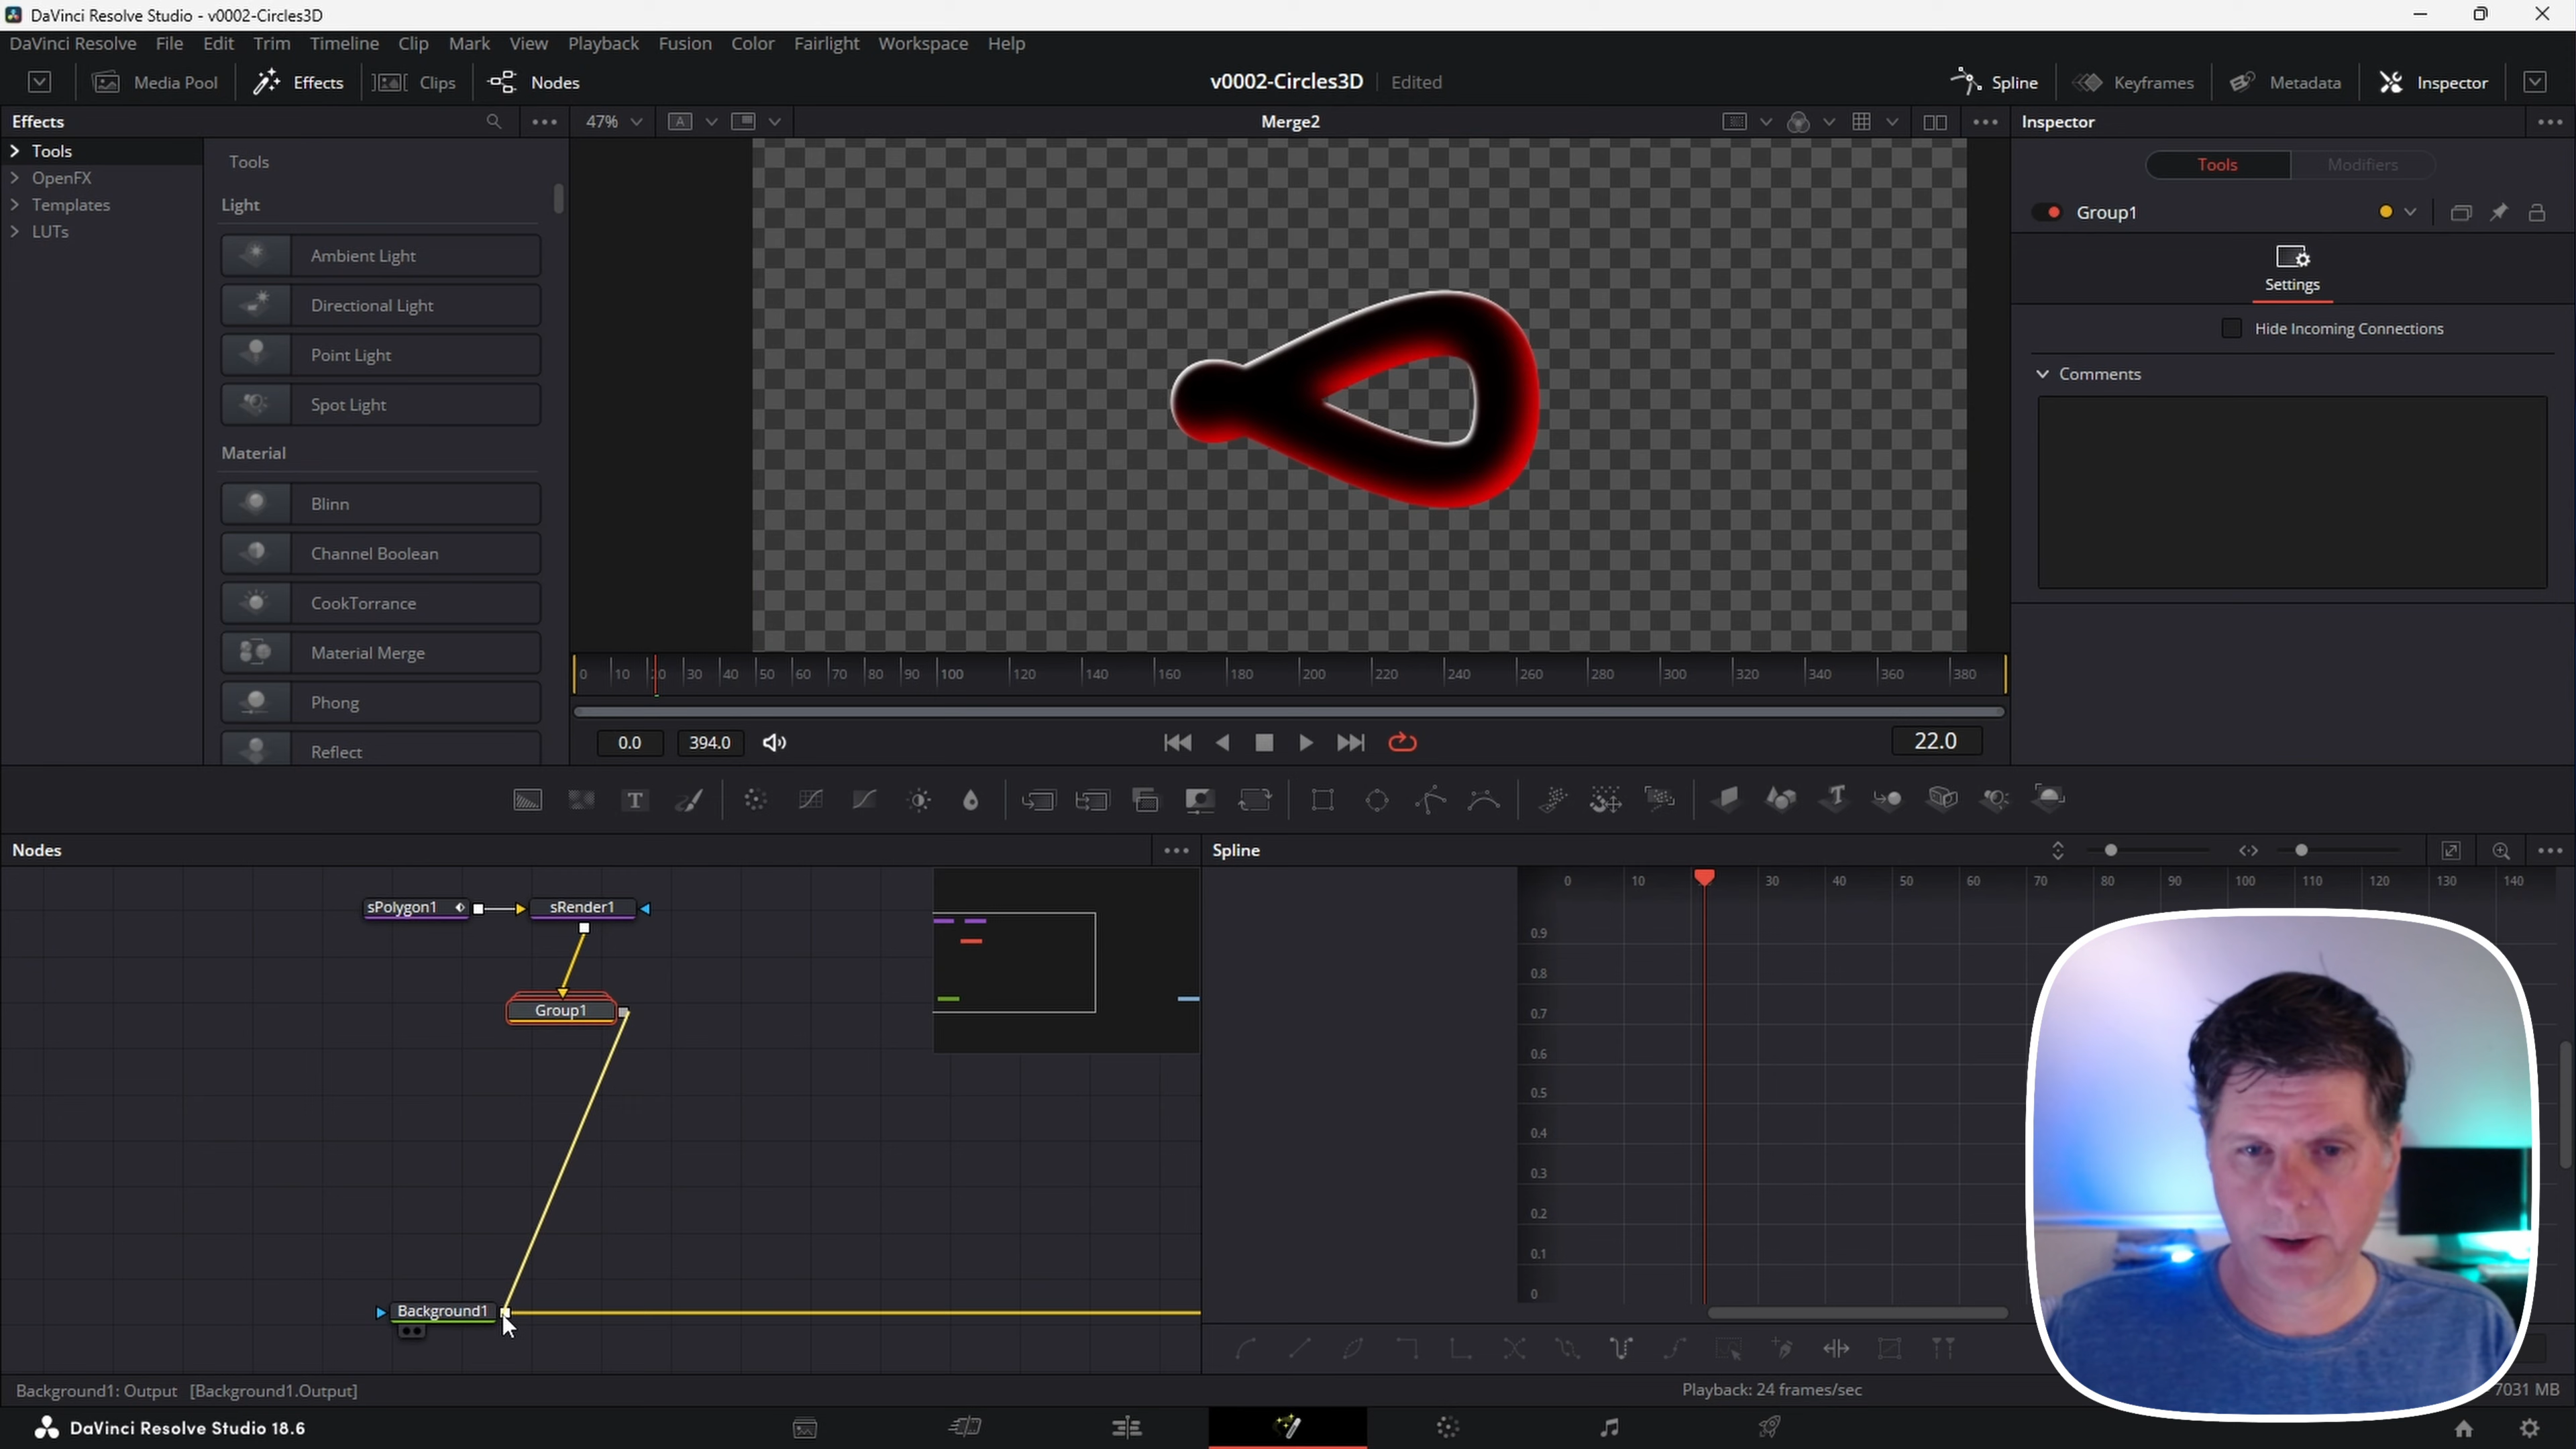 DaVinci Resolve Studio - v0002-Circles3D
DaVinci Resolve File Edit Trim Timeline Clip Mark View Playback Fusion Color Fairlight Workspace Help
Media Pool Effects Clips Nodes v0002-Circles3D Edited Spline Keyframes Metadata Inspector
Effects 47% A Merge2 Inspector
Tools
OpenFX
Templates
LUTs
Tools
Light
Ambient Light
Directional Light
Point Light
Spot Light
Material
Blinn
Channel Boolean
CookTorrance
Material Merge
Phong
Reflect
Tools Modifiers
Group1
Settings
Hide Incoming Connections
Comments
0 10 20 30 40 50 60 70 80 90 100 120 140 160 180 200 220 240 260 280 300 320 340 360 380
0.0 394.0 22.0
T T
Nodes
sPolygon1 sRender1
Group1
Background1
Spline
0 10 30 40 50 60 70 80 90 100 110 120 130 140
0.9
0.8
0.7
0.6
0.5
0.4
0.3
0.2
0.1
0
Background1: Output [Background1.Output] Playback: 24 frames/sec 7031 MB
DaVinci Resolve Studio 18.6